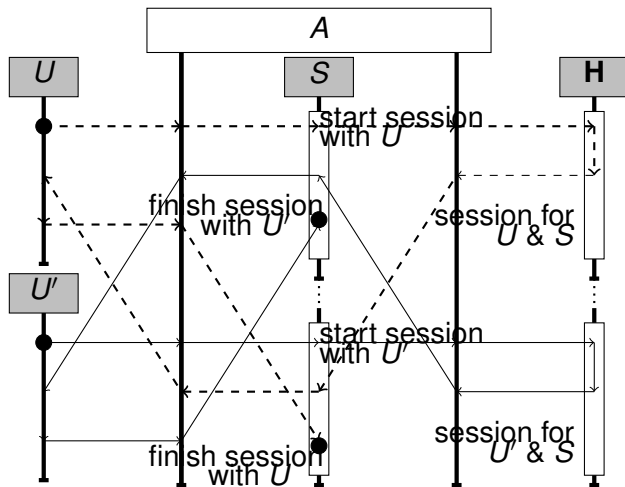 A
U
S
H
start session
with U
finish session
with U'
session for
U & S
U'
start session
with U'
finish session
with U
session for
U' & S